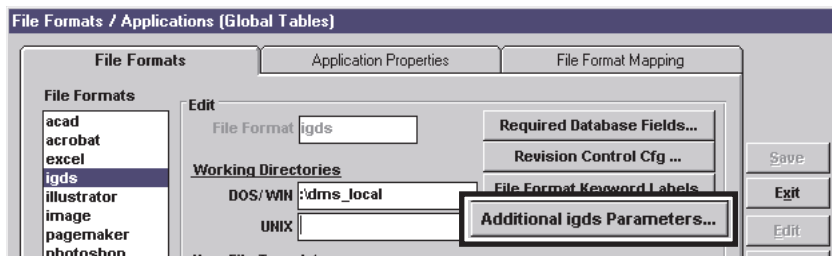 File Formats / Applications (Global Tables)
File Formats
Application Properties
File Format Mapping
File Formats
acad
acrobat
excel
igds
illustrator
image
pagemaker
photoshop
Edit
File Format igds
Required Database Fields...
Revision Control Cfg ...
Working Directories
DOS/ WIN :\dms_local
File Format Keyword Labels
Additional igds Parameters...
UNIX
Save
Exit
Edit